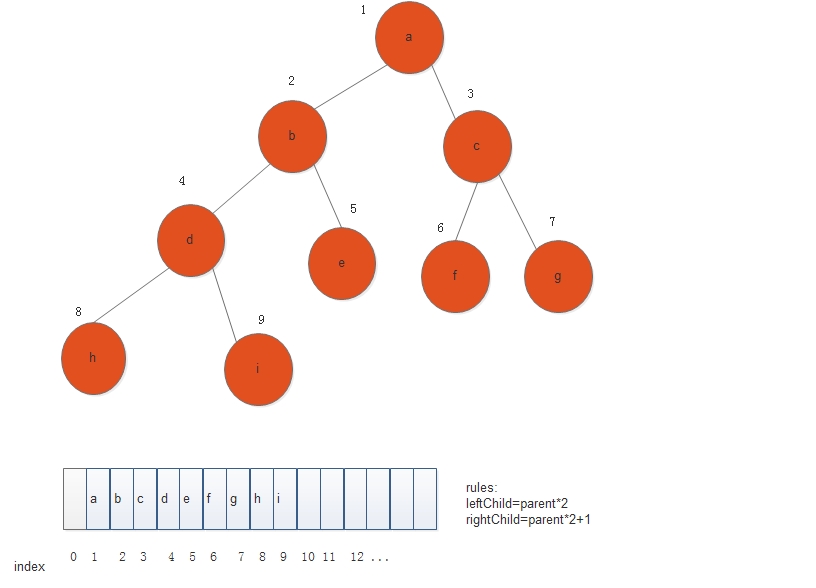 1
a
2
3
b
c
4
5
6
7
d
e
f
g
8
9
h
i
a b c d e f g h i
rules:
leftChild=parent*2
rightChild=parent*2+1
0 1 2 3 4 5 6 7 8 9 10 11 12 ...
index